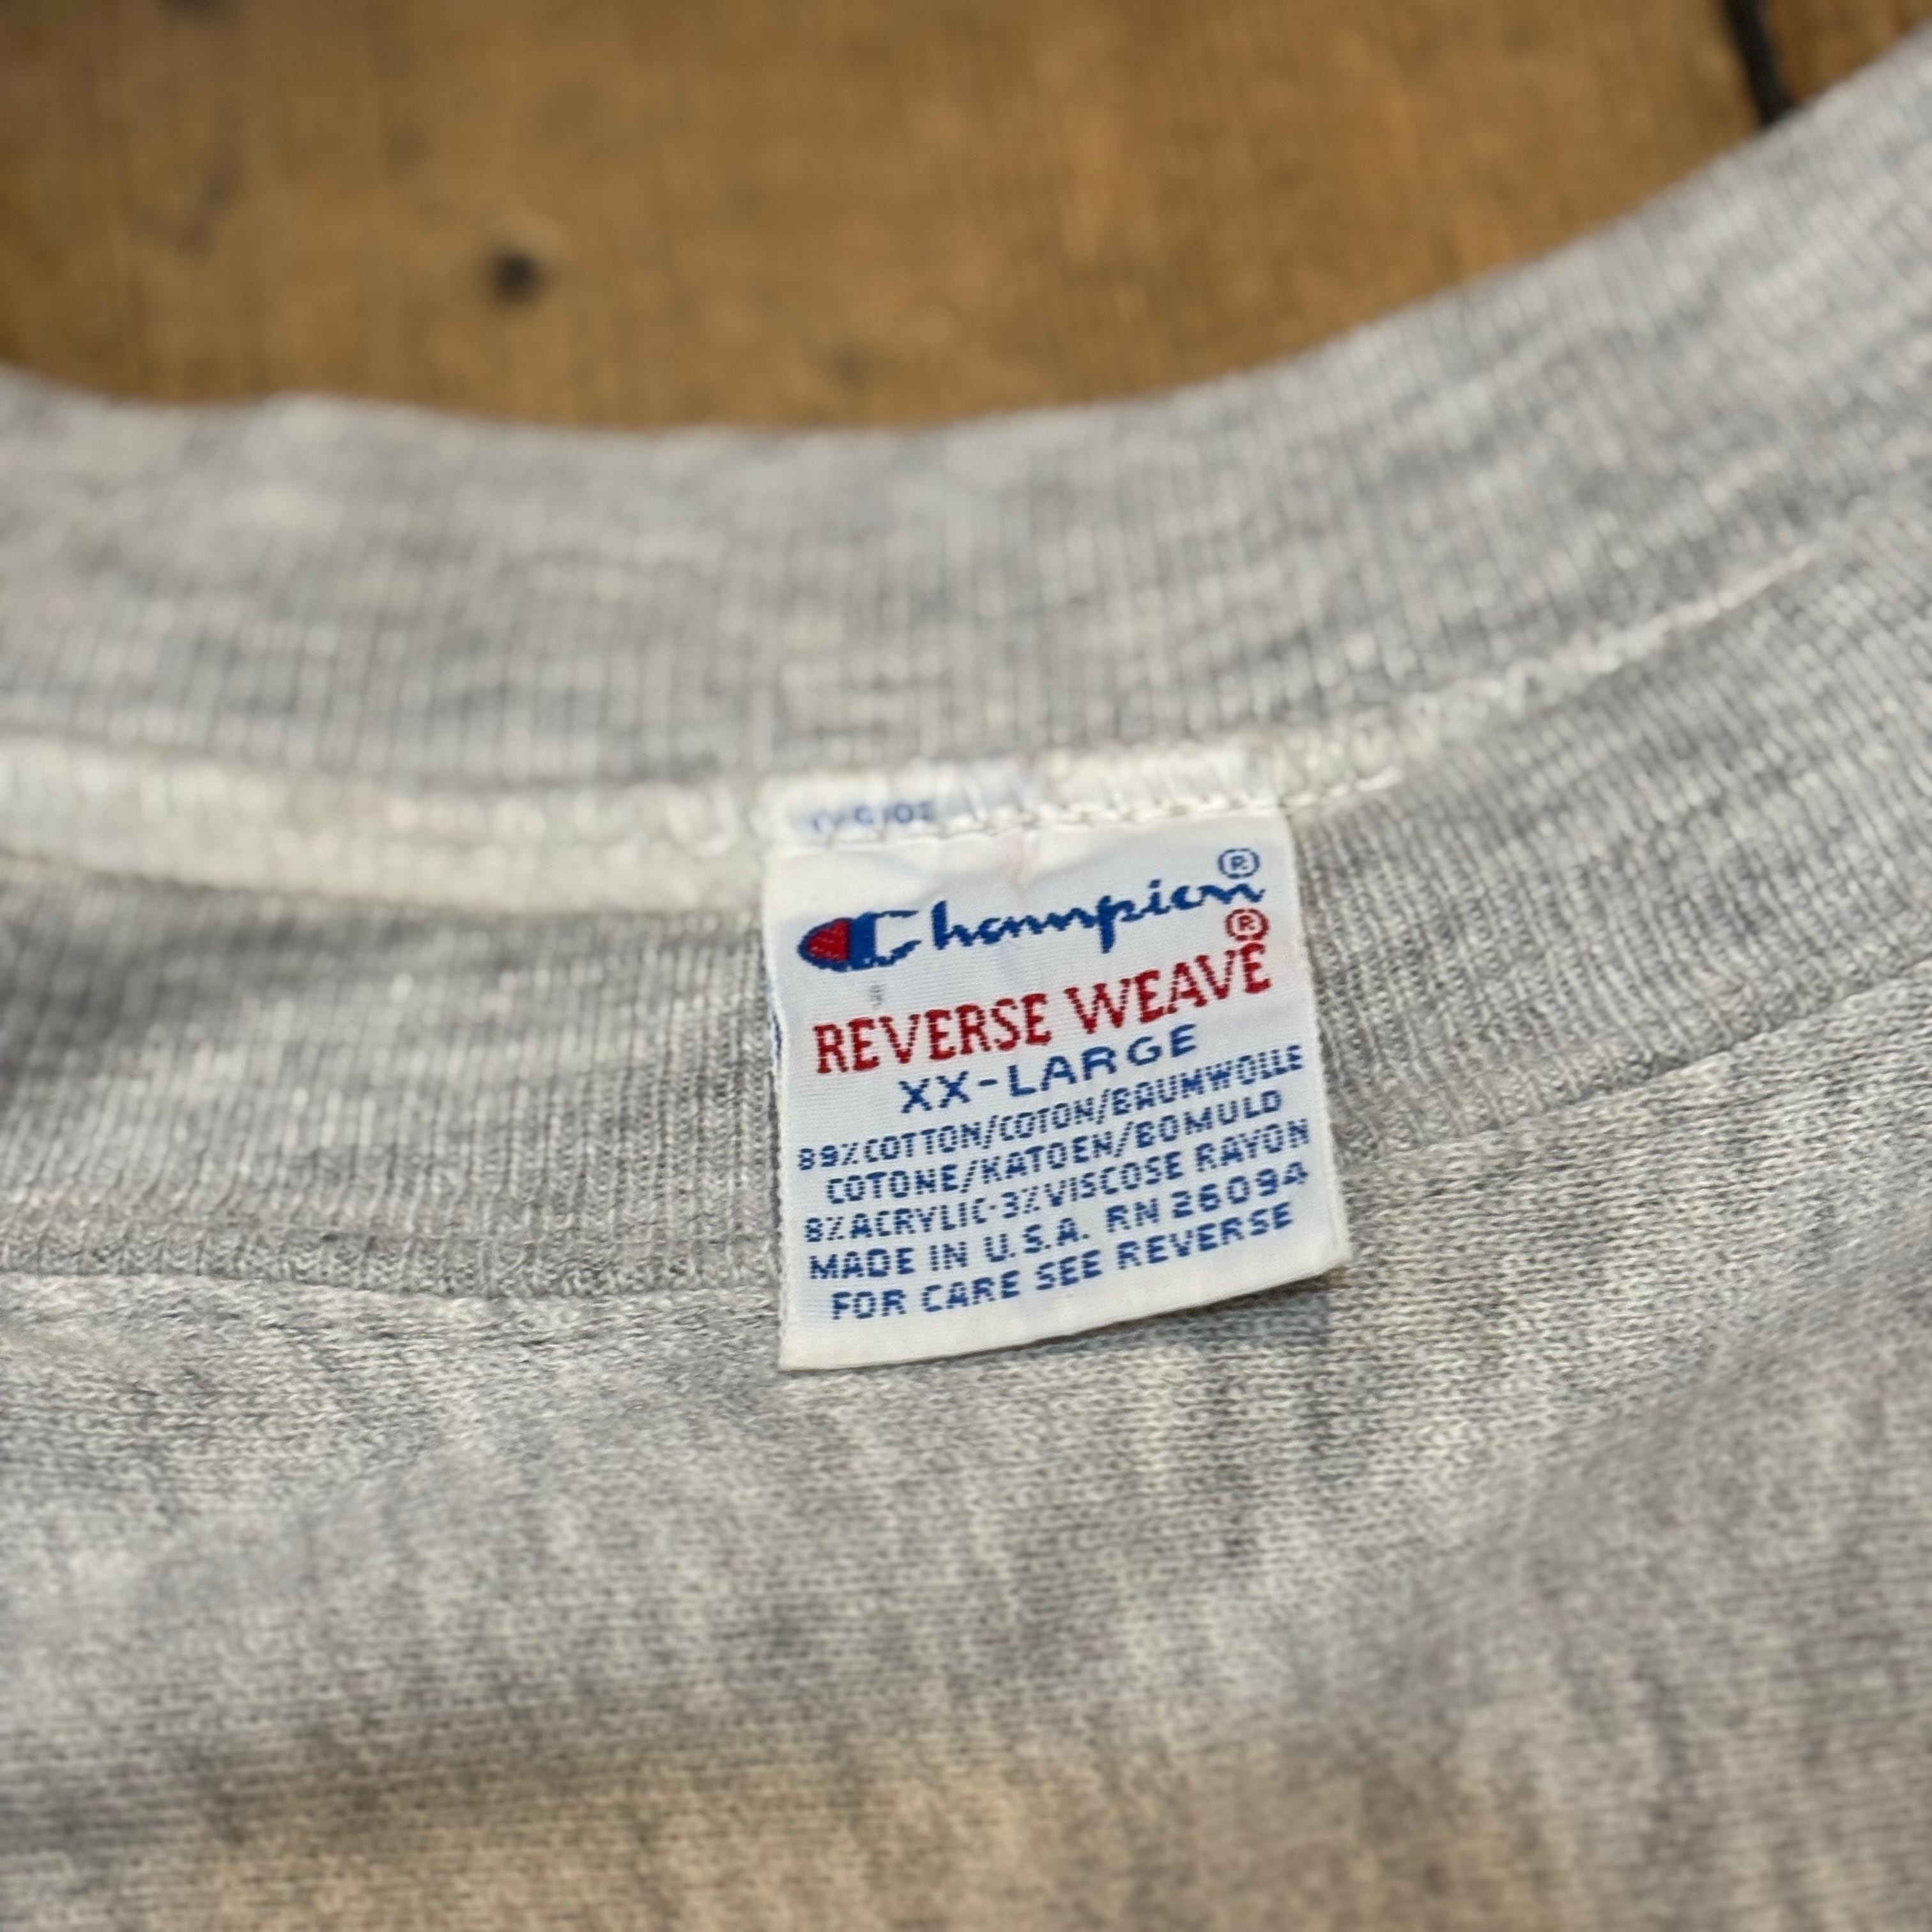 Champion®
REVERSE WEAVE®
XX-LARGE
89% COTTON/COTON/BAUMWOLLE
COTONE/KATOEN/BOMULD
8% ACRYLIC·3% VISCOSE RAYON
MADE IN U.S.A. RN 26094
FOR CARE SEE REVERSE